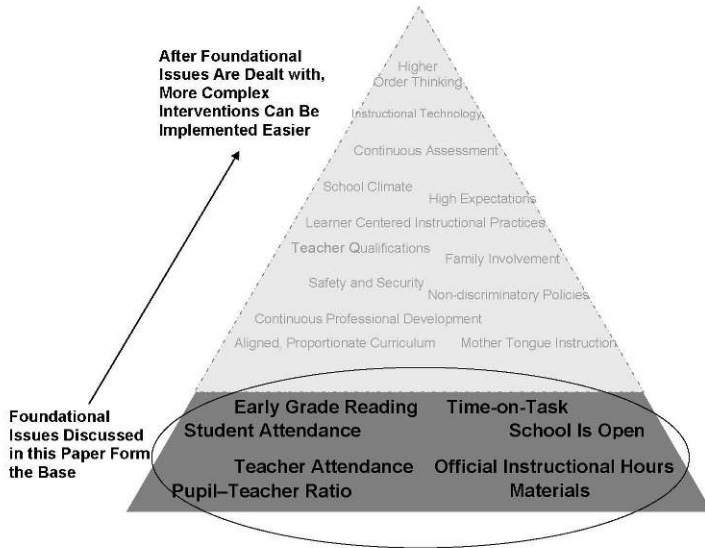 After Foundational
Issues Are Dealt with,
More Complex
Interventions Can Be
Implemented Easier
Higher
Order Thinking
Instructional Technology
Continuous Assessment
School Climate
High Expectations
Learner Centered Instructional Practices
Teacher Qualifications
Family Involvement
Safety and Security
Non-discriminatory Policies
Continuous Professional Development
Aligned, Proportionate Curriculum
Mother Tongue Instruction
Foundational
Issues Discussed
in this Paper Form
the Base
Early Grade Reading
Time-on-Task
Student Attendance
School Is Open
Teacher Attendance
Official Instructional Hours
Pupil–Teacher Ratio
Materials